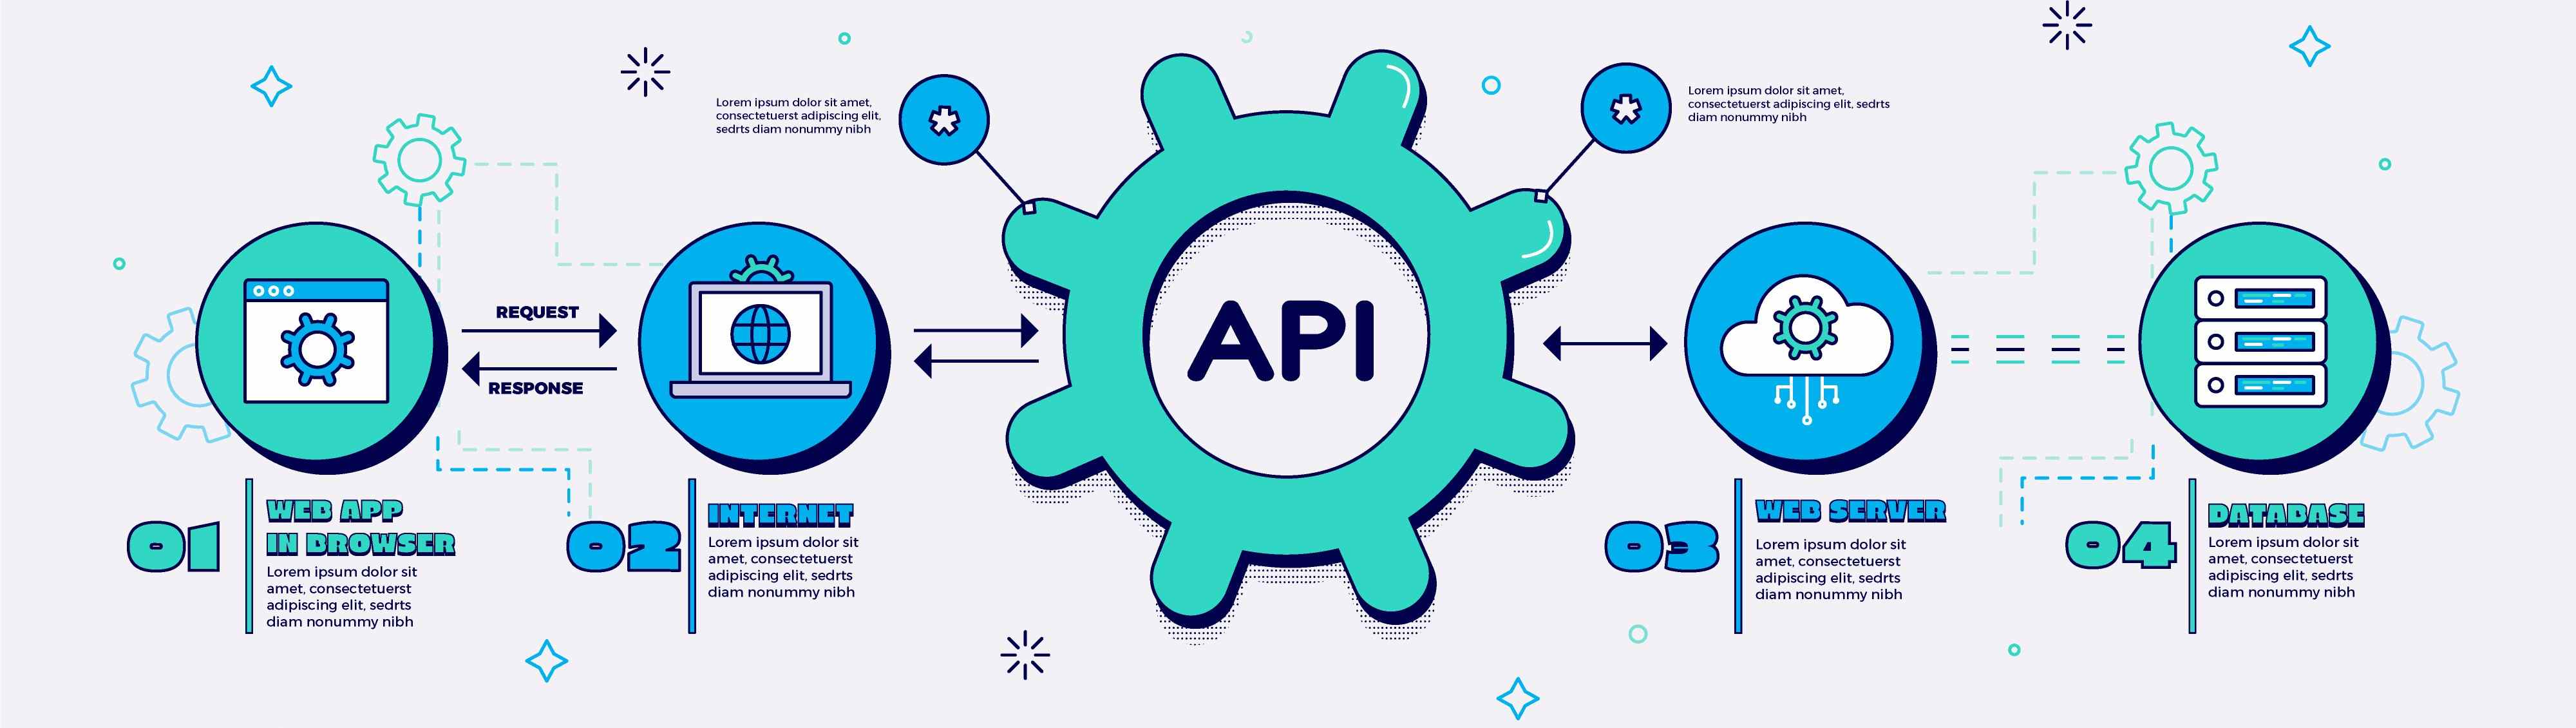 Lorem ipsum dolor sit amet,
consectetuerst adipiscing elit,
sedrts diam nonummy nibh
Lorem ipsum dolor sit amet,
consectetuerst adipiscing elit, sedrts
diam nonummy nibh
REQUEST
RESPONSE
API
01
WEB APP
IN BROWSER
Lorem ipsum dolor sit
amet, consectetuerst
adipiscing elit, sedrts
diam nonummy nibh
02
INTERNET
Lorem ipsum dolor sit
amet, consectetuerst
adipiscing elit, sedrts
diam nonummy nibh
03
WEB SERVER
Lorem ipsum dolor sit
amet, consectetuerst
adipiscing elit, sedrts
diam nonummy nibh
04
DATABASE
Lorem ipsum dolor sit
amet, consectetuerst
adipiscing elit, sedrts
diam nonummy nibh